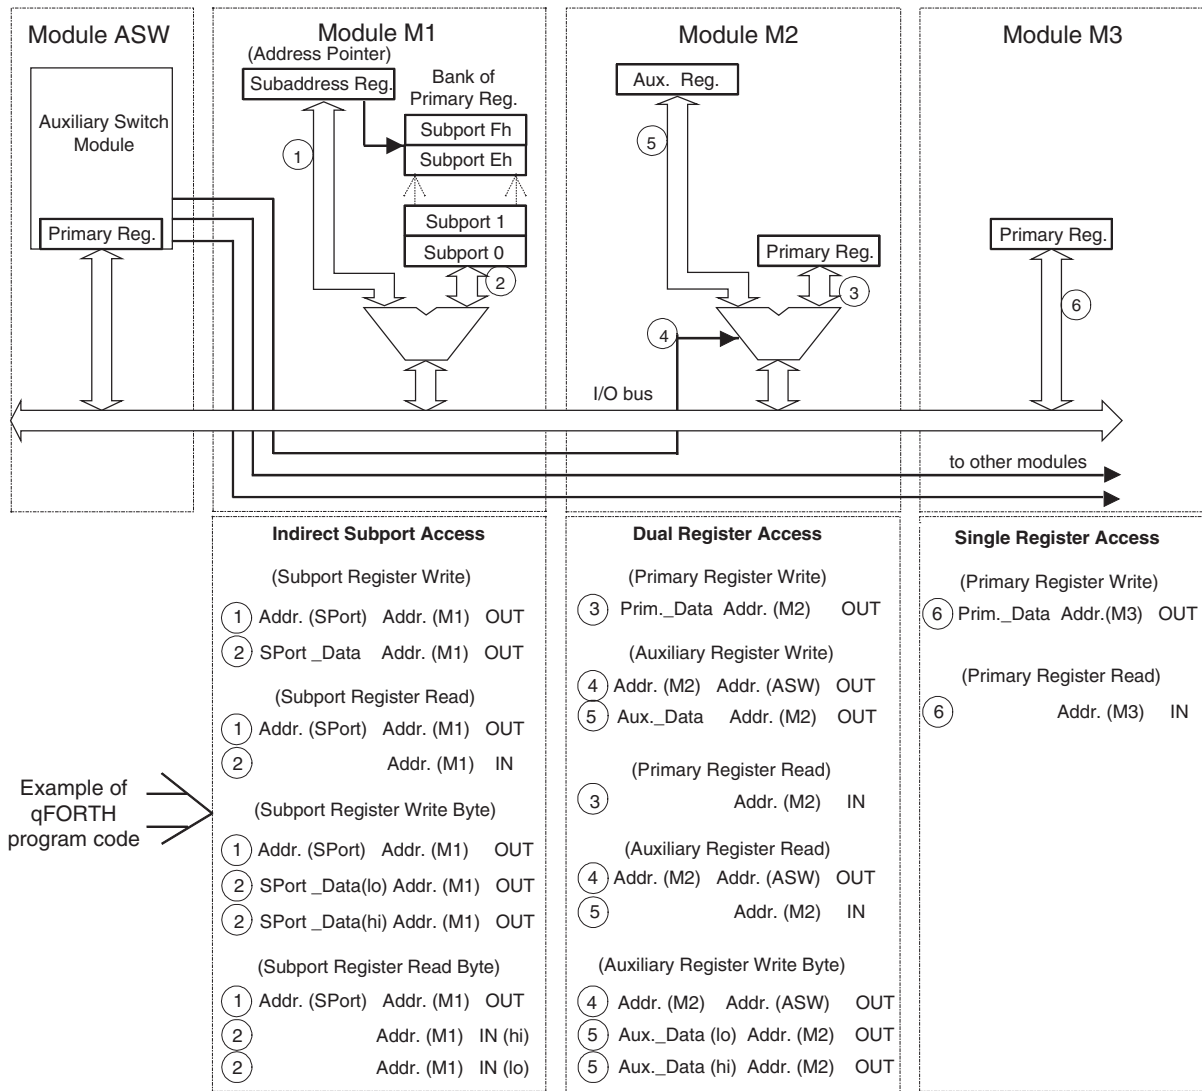 Module ASW
Module M1
Module M2
Module M3
Auxiliary Switch
Module
Primary Reg.
(Address Pointer)
Subaddress Reg.
Bank of
Primary Reg.
Subport Fh
Subport Eh
Subport 1
Subport 0
1
2
Aux. Reg.
5
Primary Reg.
3
4
Primary Reg.
6
I/O bus
to other modules
Example of
qFORTH
program code
Indirect Subport Access
(Subport Register Write)
1 Addr. (SPort) Addr. (M1) OUT
2 SPort _Data Addr. (M1) OUT
(Subport Register Read)
1 Addr. (SPort) Addr. (M1) OUT
2 Addr. (M1) IN
(Subport Register Write Byte)
1 Addr. (SPort) Addr. (M1) OUT
2 SPort _Data(lo) Addr. (M1) OUT
2 SPort _Data(hi) Addr. (M1) OUT
(Subport Register Read Byte)
1 Addr. (SPort) Addr. (M1) OUT
2 Addr. (M1) IN (hi)
2 Addr. (M1) IN (lo)
Dual Register Access
(Primary Register Write)
3 Prim._Data Addr. (M2) OUT
(Auxiliary Register Write)
4 Addr. (M2) Addr. (ASW) OUT
5 Aux._Data Addr. (M2) OUT
(Primary Register Read)
3 Addr. (M2) IN
(Auxiliary Register Read)
4 Addr. (M2) Addr. (ASW) OUT
5 Addr. (M2) IN
(Auxiliary Register Write Byte)
4 Addr. (M2) Addr. (ASW) OUT
5 Aux._Data (lo) Addr. (M2) OUT
5 Aux._Data (hi) Addr. (M2) OUT
Single Register Access
(Primary Register Write)
6 Prim._Data Addr.(M3) OUT
(Primary Register Read)
6 Addr. (M3) IN